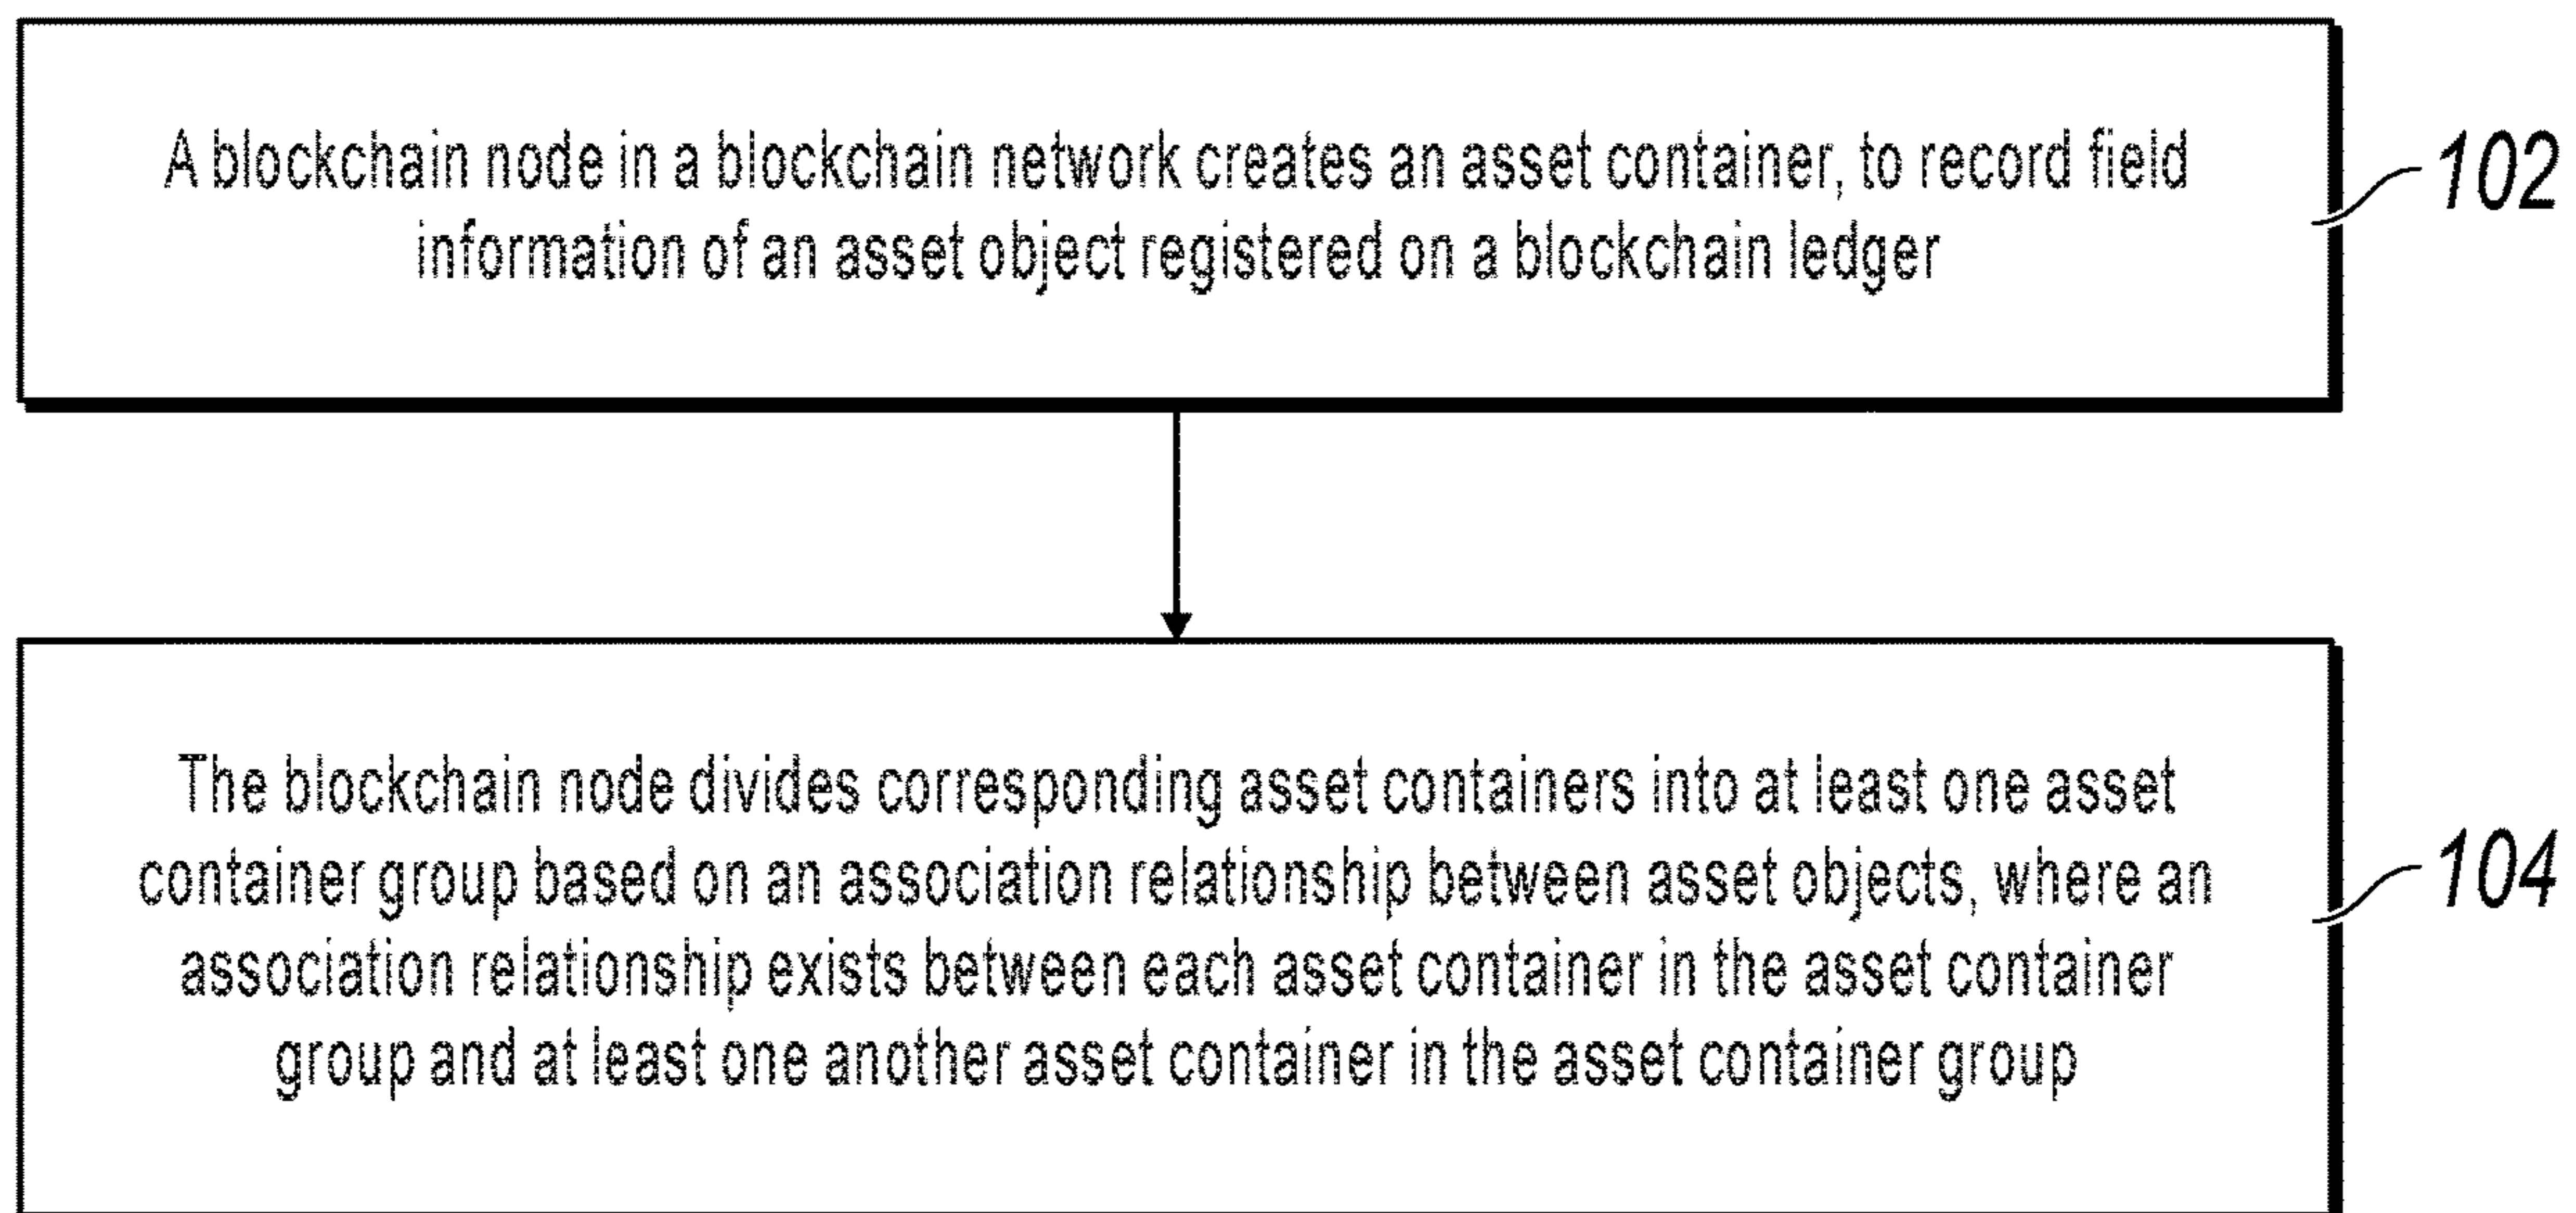 A blockchain node in a blockchain network creates an asset container, to record field
information of an asset object registered on a blockchain ledger
102
The blockchain node divides corresponding asset containers into at least one asset
container group based on an association relationship between asset objects, where an
association relationship exists between each asset container in the asset container
group and at least one another asset container in the asset container group
104